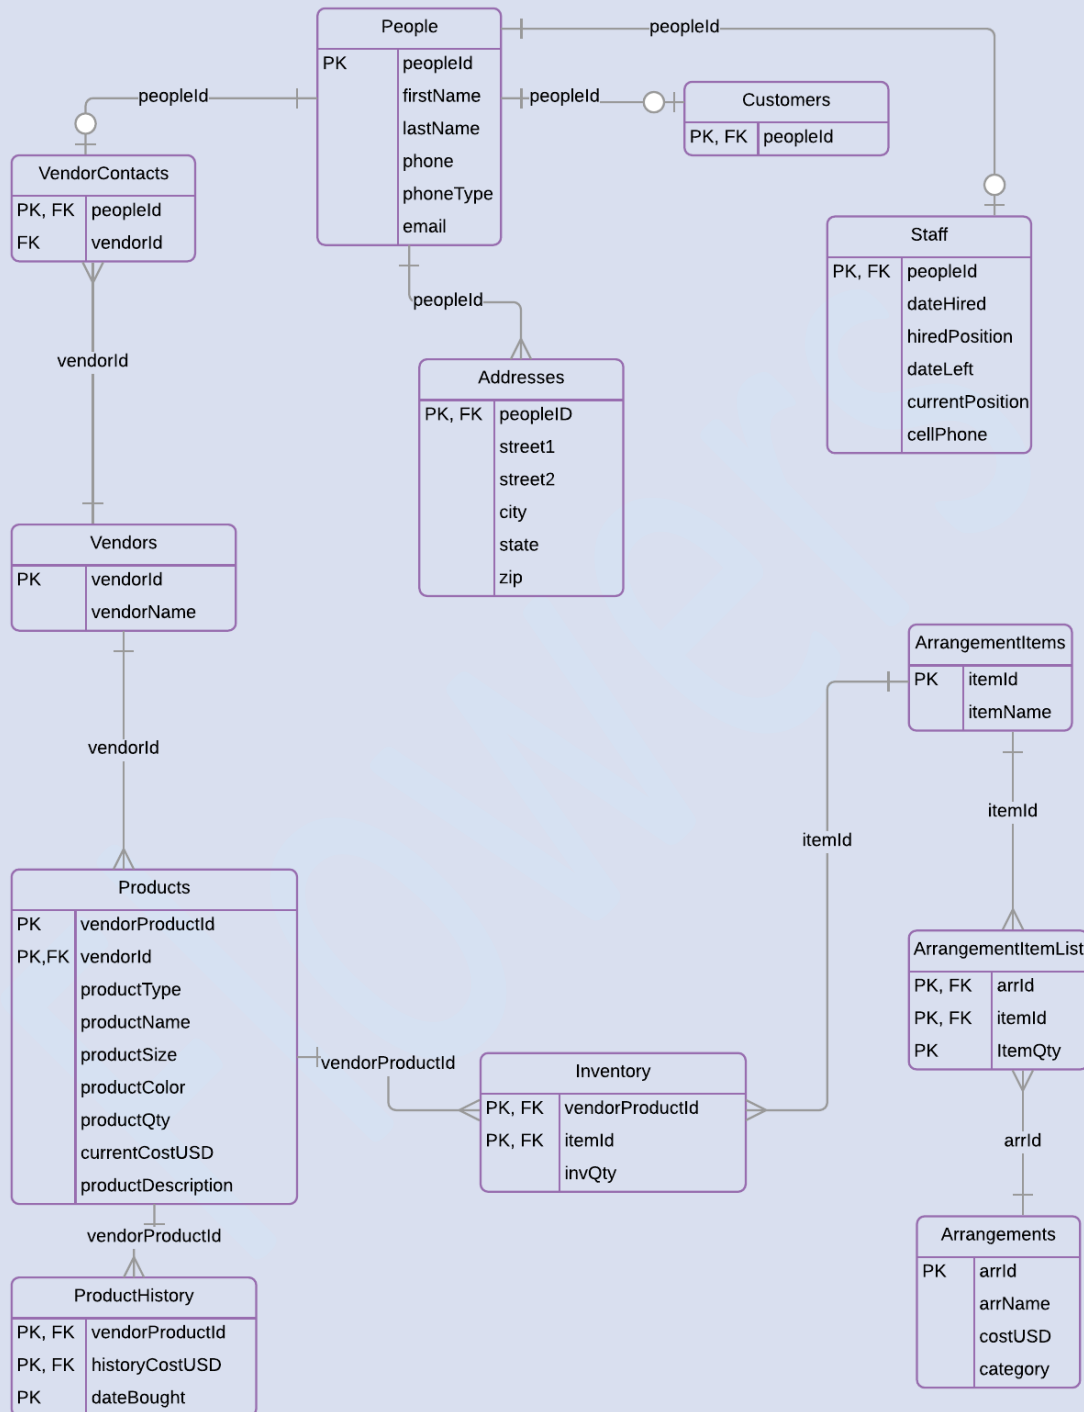 People
PK peopleId
firstName
lastName
phone
phoneType
email
peopleId
peopleId
Customers
PK, FK peopleId
peopleId
VendorContacts
PK, FK peopleId
FK vendorId
Staff
PK, FK peopleId
dateHired
hiredPosition
dateLeft
currentPosition
cellPhone
peopleId
Addresses
PK, FK peopleID
street1
street2
city
state
zip
vendorId
Vendors
PK vendorId
vendorName
vendorId
ArrangementItems
PK itemId
itemName
itemId
itemId
Products
PK vendorProductId
PK,FK vendorId
productType
productName
productSize
productColor
productQty
currentCostUSD
productDescription
ArrangementItemList
PK, FK arrId
PK, FK itemId
PK ItemQty
vendorProductId
Inventory
PK, FK vendorProductId
PK, FK itemId
invQty
arrId
Arrangements
PK arrId
arrName
costUSD
category
vendorProductId
ProductHistory
PK, FK vendorProductId
PK, FK historyCostUSD
PK dateBought